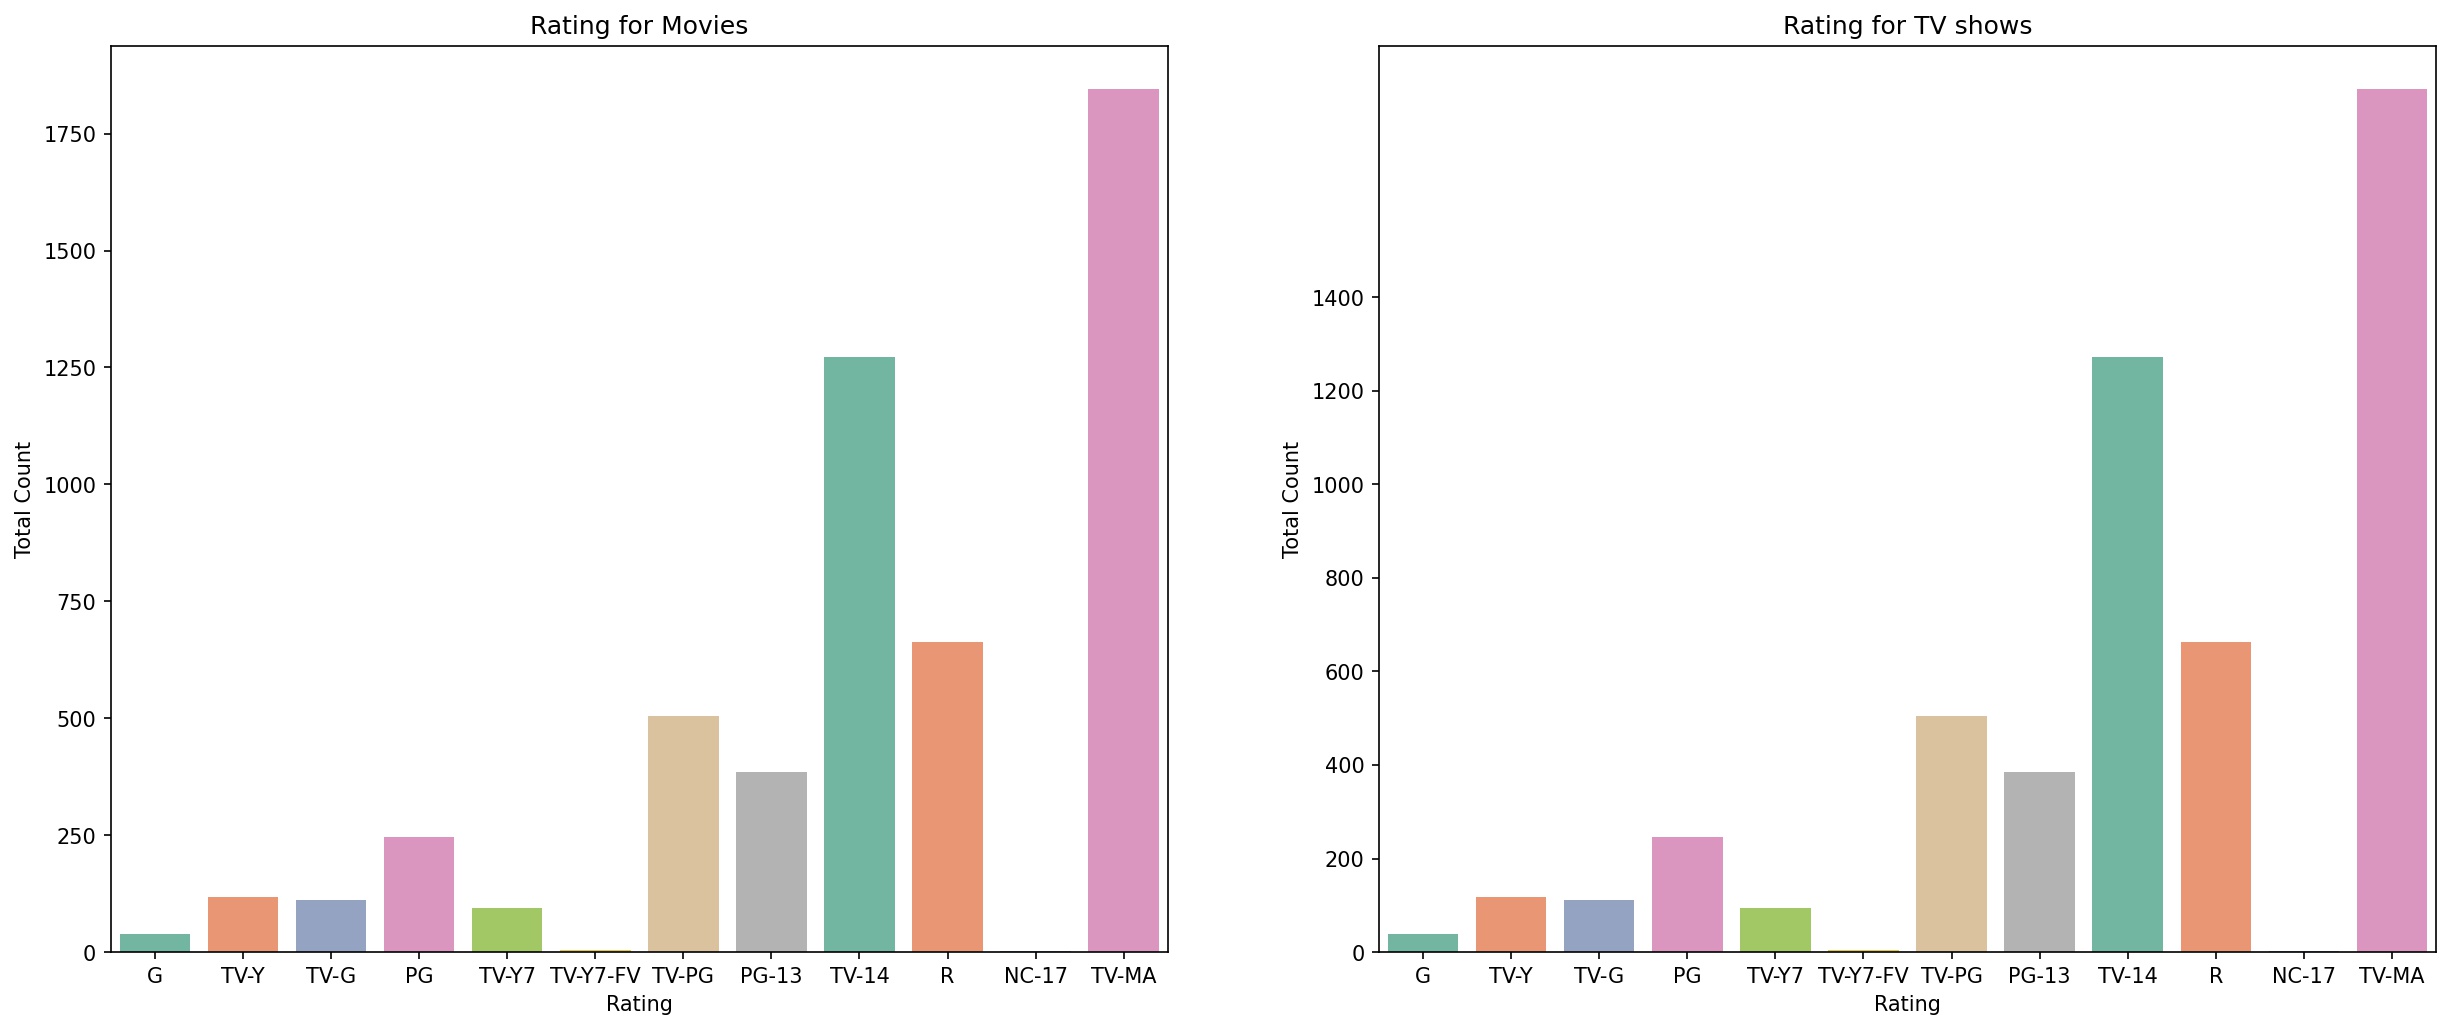 Rating for Movies
1750
1500
1250
1000
750
500
250
0
Total Count
G TV-Y TV-G PG TV-Y7 TV-Y7-FV TV-PG PG-13 TV-14 R NC-17 TV-MA
Rating
Rating for TV shows
1400
1200
1000
800
600
400
200
0
Total Count
G TV-Y TV-G PG TV-Y7 TV-Y7-FV TV-PG PG-13 TV-14 R NC-17 TV-MA
Rating